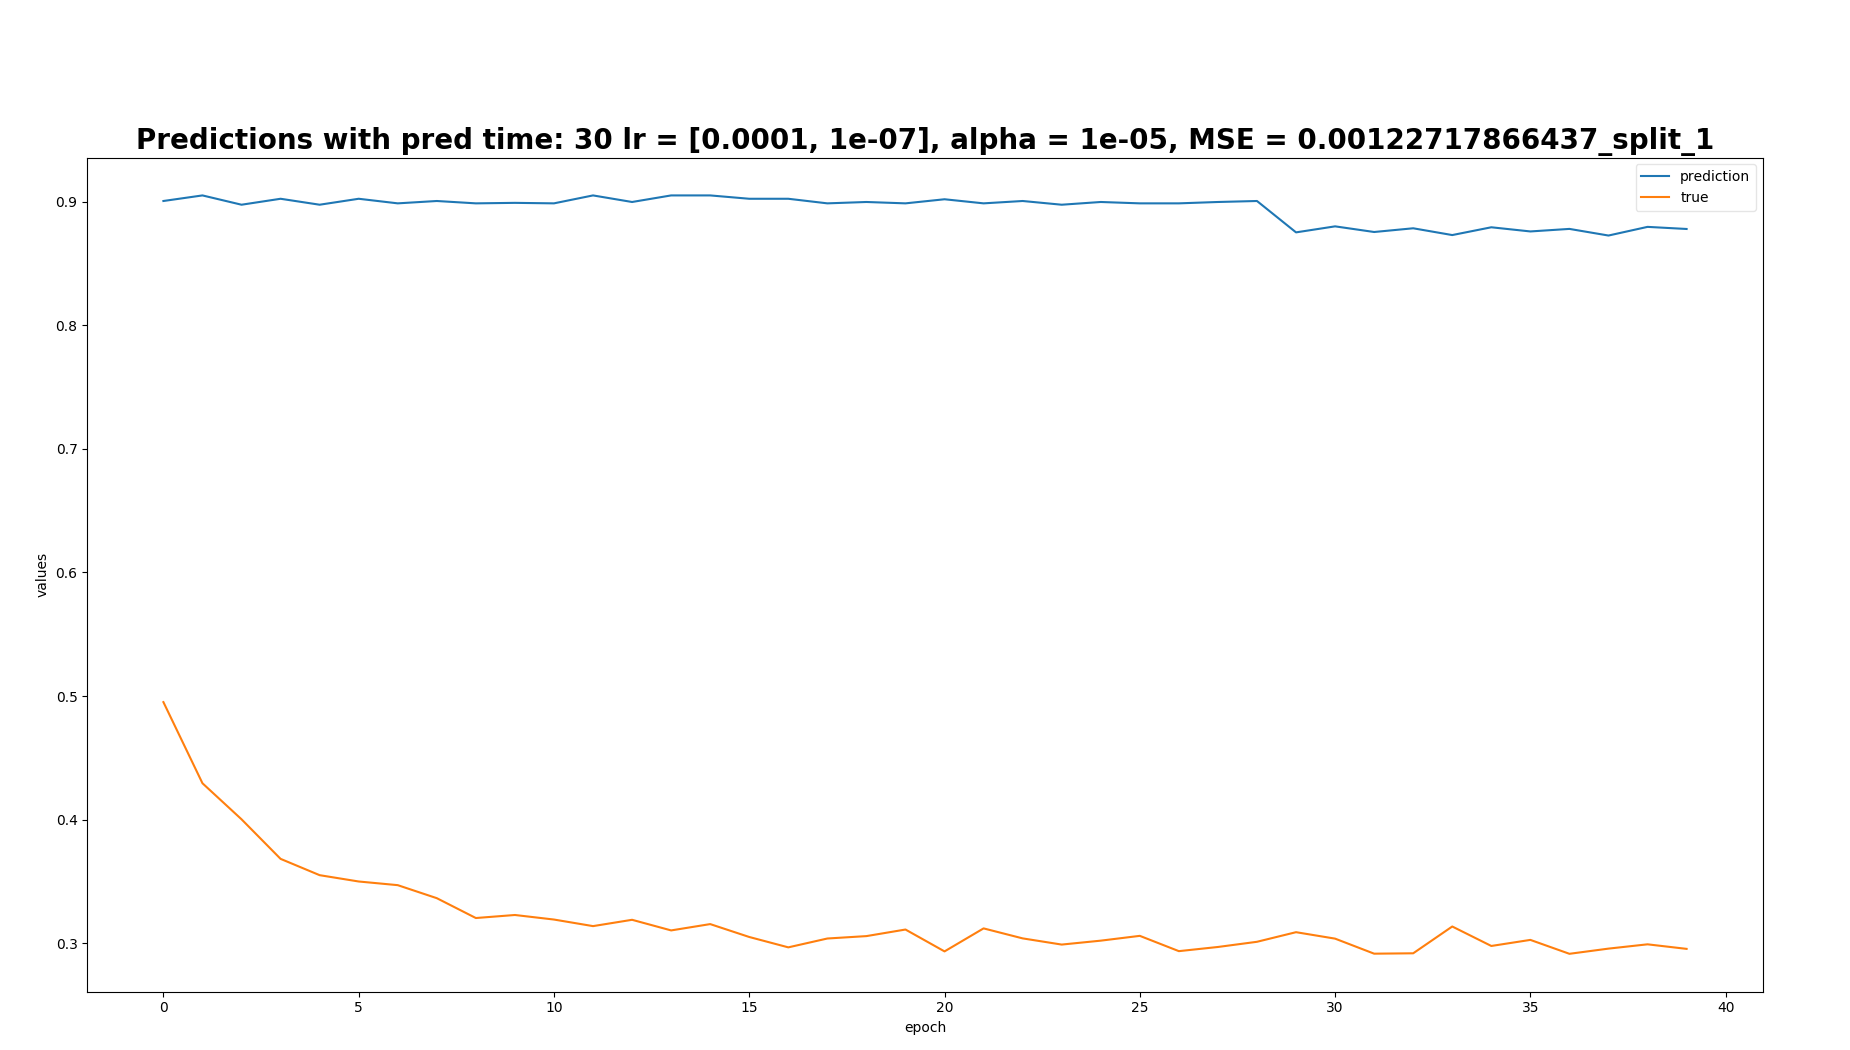 Predictions with pred time: 30 lr = [0.0001, 1e-07], alpha = 1e-05, MSE = 0.00122717866437_split_1
prediction
true
0.9
0.8
0.7
0.6
0.5
0.4
0.3
values
0 5 10 15 20 25 30 35 40
epoch